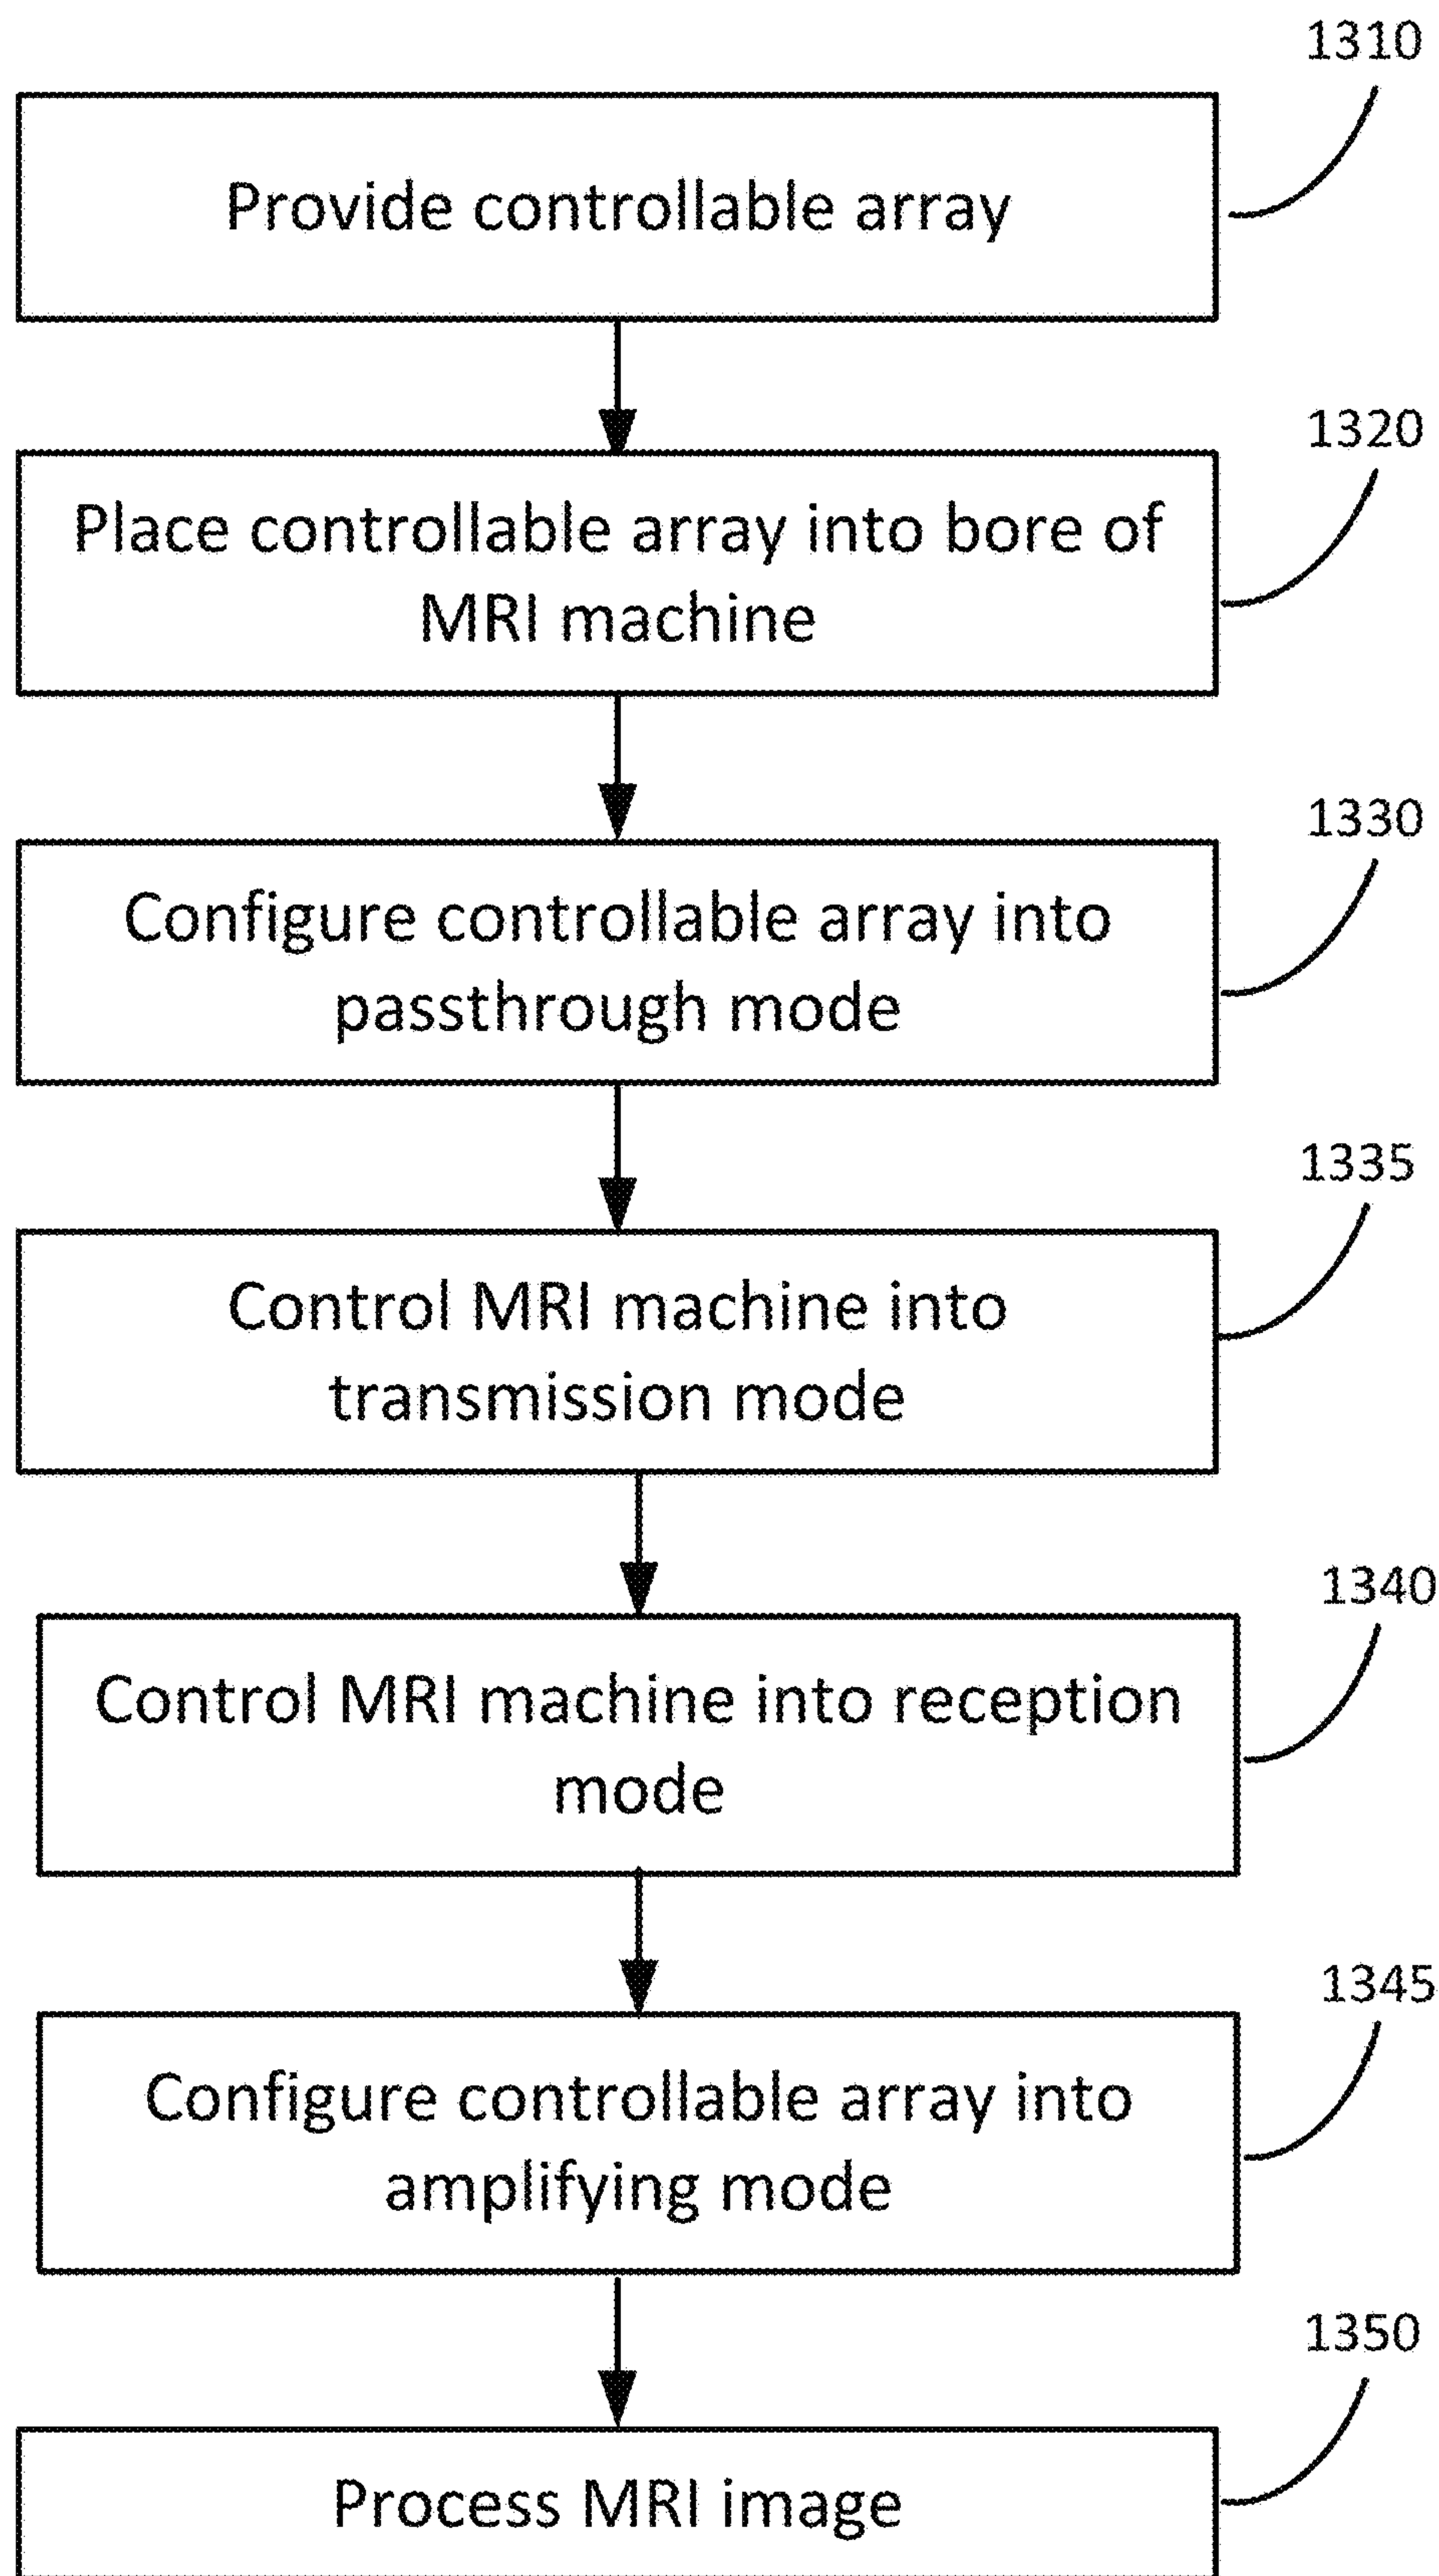 1310
Provide controllable array
1320
Place controllable array into bore of
MRI machine
1330
Configure controllable array into
passthrough mode
1335
Control MRI machine into
transmission mode
1340
Control MRI machine into reception
mode
1345
Configure controllable array into
amplifying mode
1350
Process MRI image